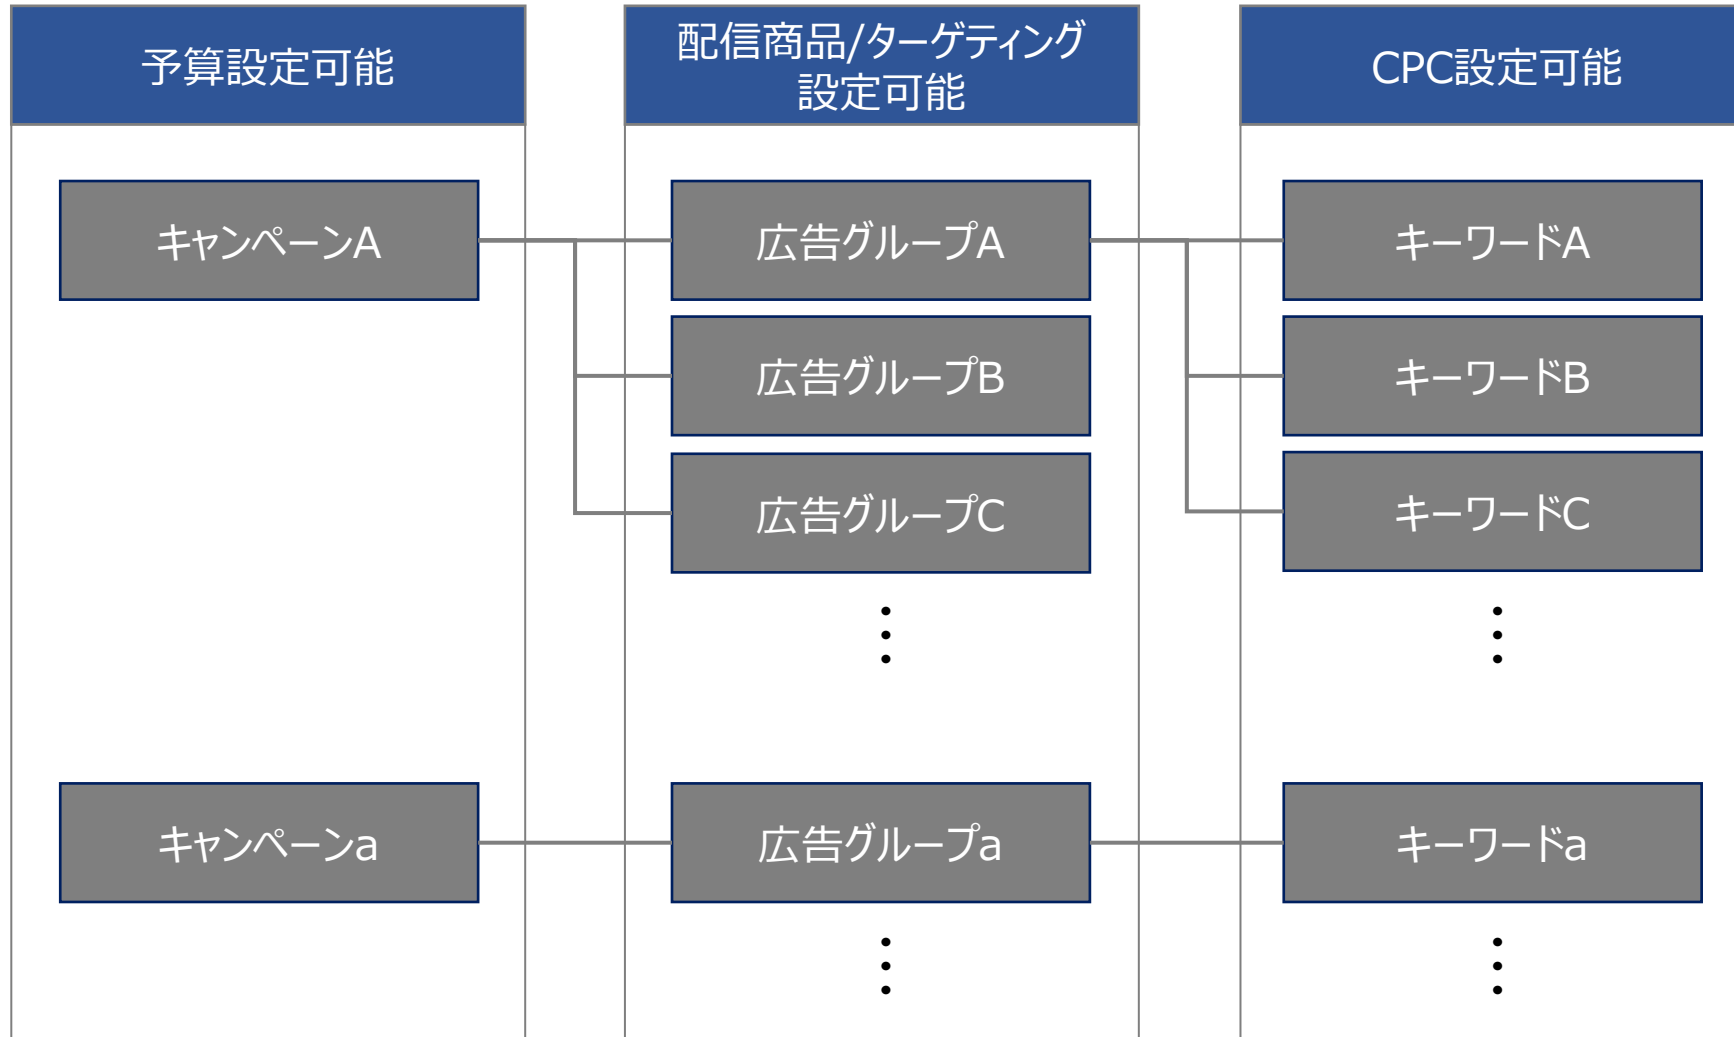 予算設定可能
配信商品/ターゲティング
設定可能
CPC設定可能
キャンペーンA
広告グループA
キーワードA
広告グループB
キーワードB
広告グループC
キーワードC
キャンペーンa
広告グループa
キーワードa